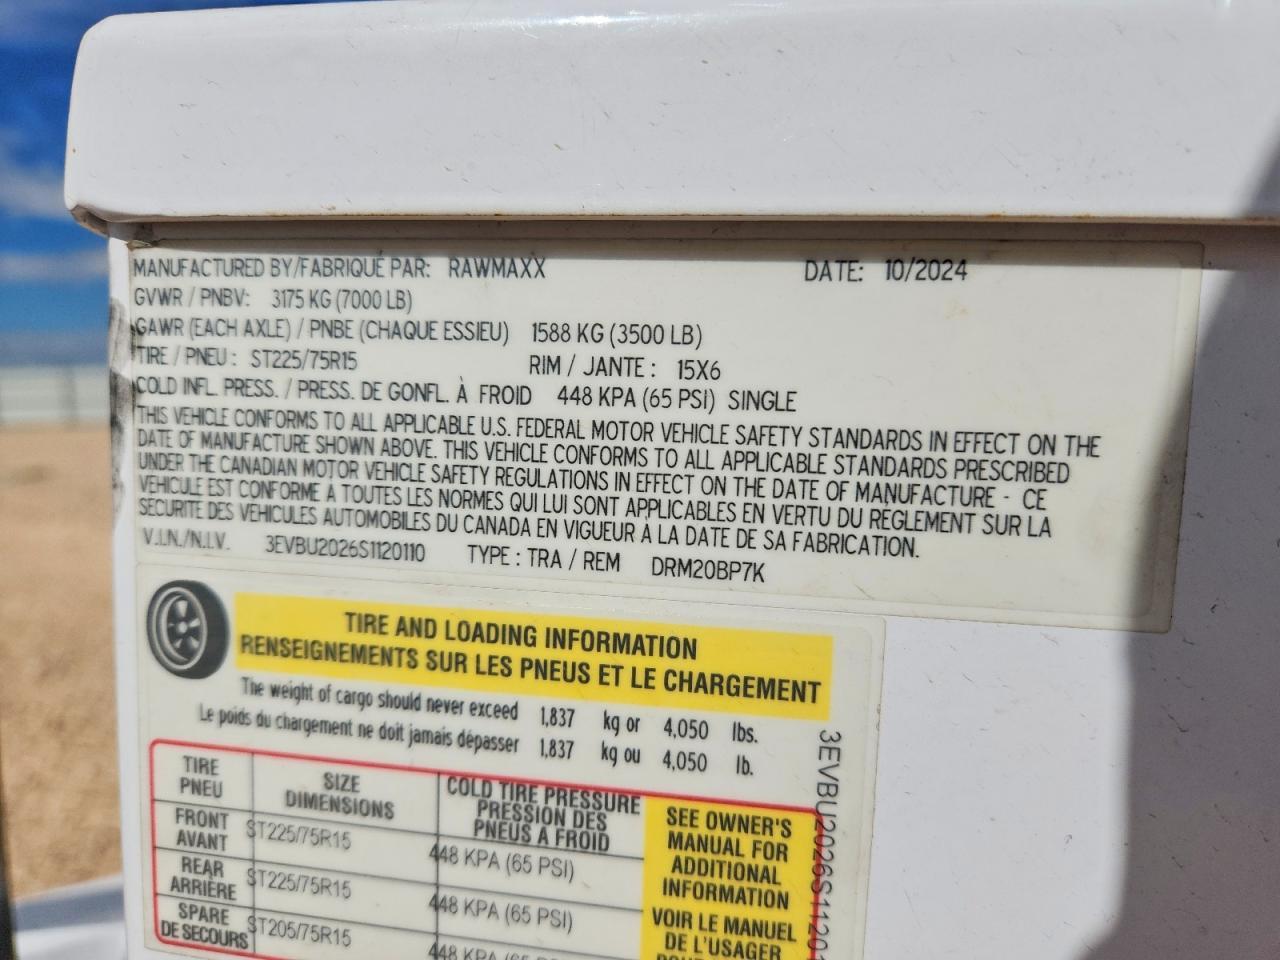 MANUFACTURED BY/FABRIQUÉ PAR: RAWMAXX DATE: 10/2024
GVWR / PNBV: 3175 KG (7000 LB)
GAWR (EACH AXLE) / PNBE (CHAQUE ESSIEU) 1588 KG (3500 LB)
TIRE / PNEU : ST225/75R15 RIM / JANTE : 15X6
COLD INFL. PRESS. / PRESS. DE GONFL. À FROID 448 KPA (65 PSI) SINGLE
THIS VEHICLE CONFORMS TO ALL APPLICABLE U.S. FEDERAL MOTOR VEHICLE SAFETY STANDARDS IN EFFECT ON THE
DATE OF MANUFACTURE SHOWN ABOVE. THIS VEHICLE CONFORMS TO ALL APPLICABLE STANDARDS PRESCRIBED
UNDER THE CANADIAN MOTOR VEHICLE SAFETY REGULATIONS IN EFFECT ON THE DATE OF MANUFACTURE - CE
VÉHICULE EST CONFORME À TOUTES LES NORMES QUI LUI SONT APPLICABLES EN VERTU DU RÈGLEMENT SUR LA
SÉCURITÉ DES VÉHICULES AUTOMOBILES DU CANADA EN VIGUEUR À LA DATE DE SA FABRICATION.
V.I.N./N.I.V. 3EVBU2026S1120110 TYPE : TRA / REM DRM20BP7K
TIRE AND LOADING INFORMATION
RENSEIGNEMENTS SUR LES PNEUS ET LE CHARGEMENT
The weight of cargo should never exceed 1,837 kg or 4,050 lbs.
Le poids du chargement ne doit jamais dépasser 1,837 kg ou 4,050 lb.
TIRE
PNEU
SIZE
DIMENSIONS
COLD TIRE PRESSURE
PRESSION DES
PNEUS A FROID
FRONT
AVANT
ST225/75R15
448 KPA (65 PSI)
REAR
ARRIÈRE
ST225/75R15
448 KPA (65 PSI)
SPARE
DE SECOURS
ST205/75R15
448 KPA (65 PSI)
SEE OWNER'S
MANUAL FOR
ADDITIONAL
INFORMATION
VOIR LE MANUEL
DE L'USAGER
3EVBU2026S11201